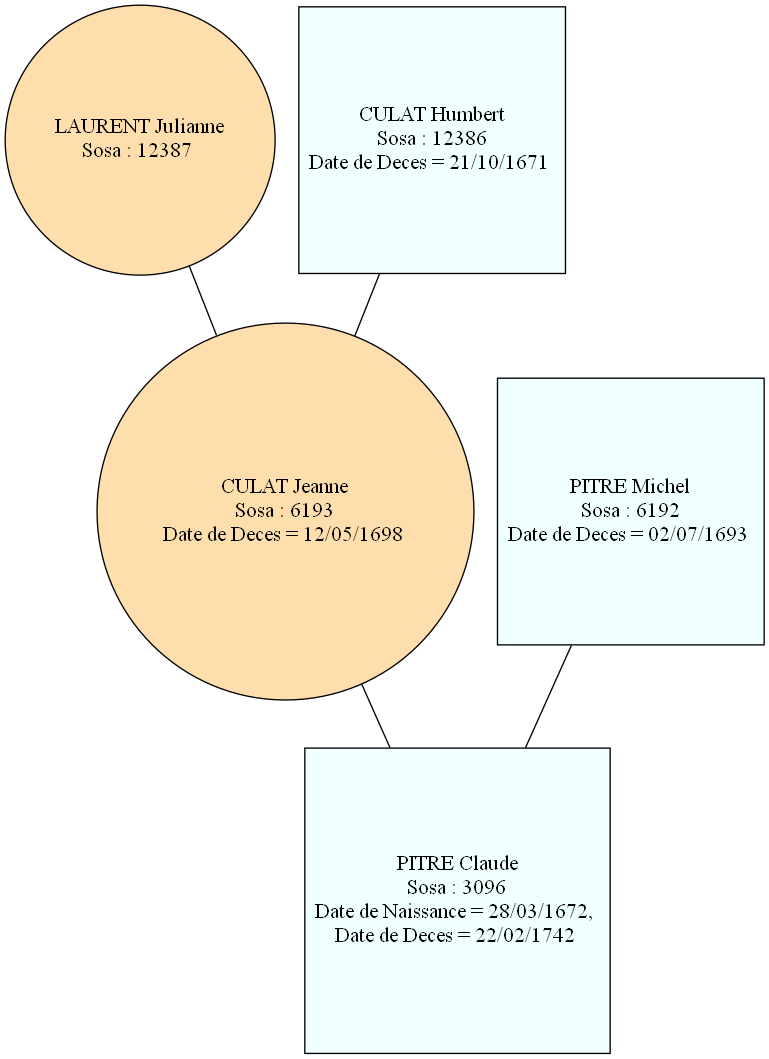 LAURENT Julianne
Sosa : 12387
CULAT Humbert
Sosa : 12386
Date de Deces = 21/10/1671
CULAT Jeanne
Sosa : 6193
Date de Deces = 12/05/1698
PITRE Michel
Sosa : 6192
Date de Deces = 02/07/1693
PITRE Claude
Sosa : 3096
Date de Naissance = 28/03/1672,
Date de Deces = 22/02/1742